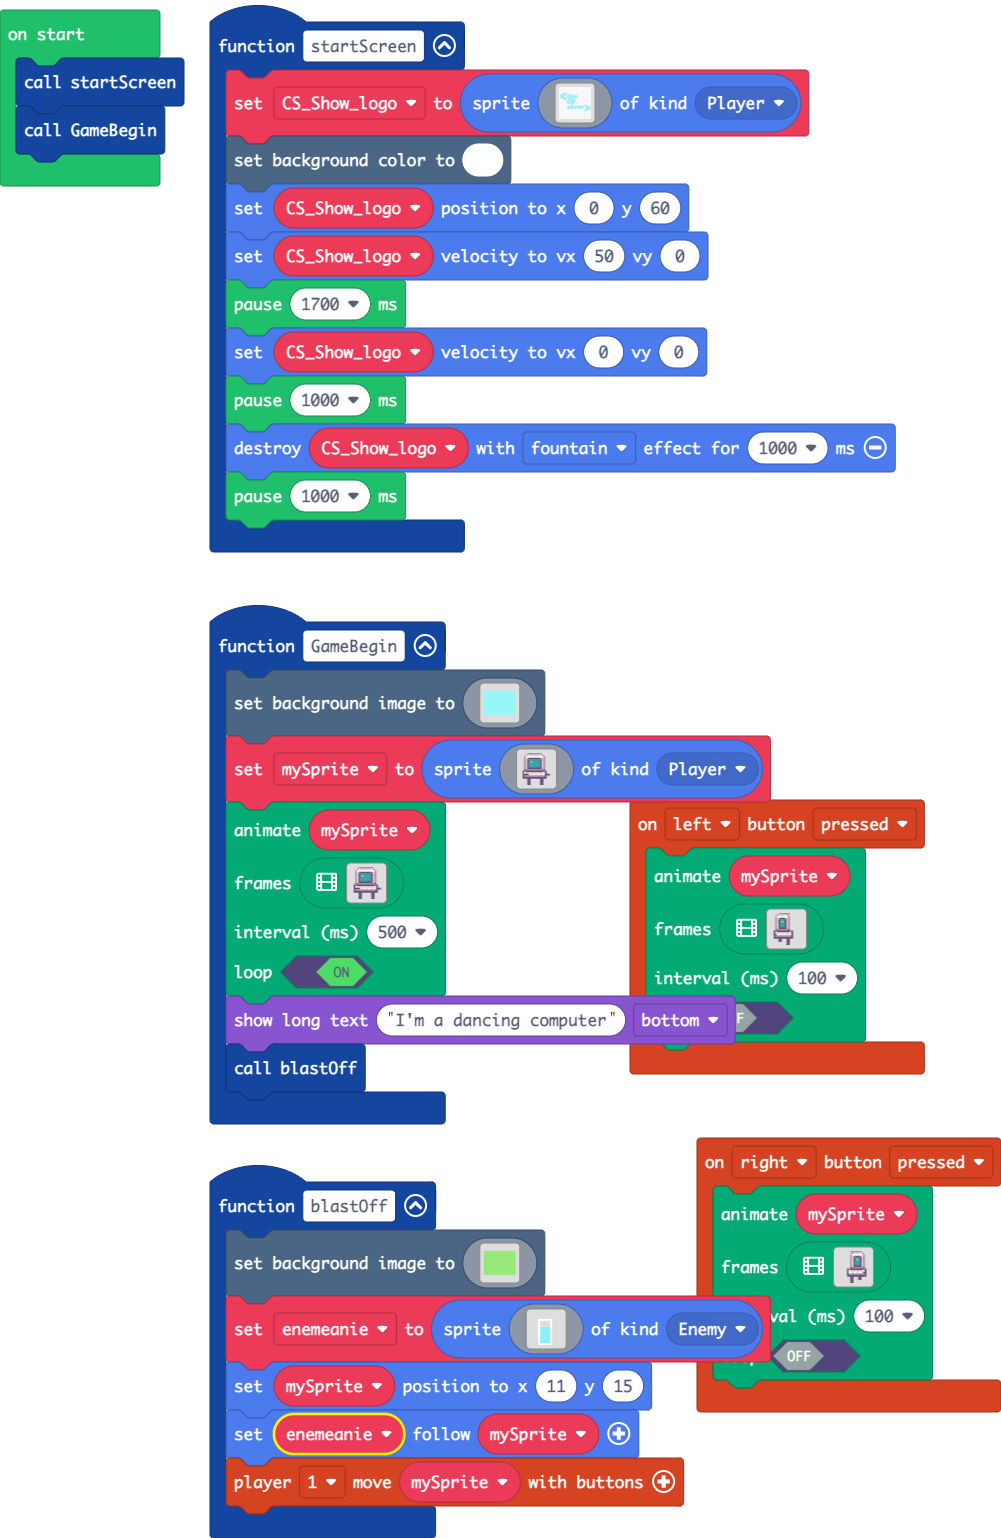 on start
call startScreen
call GameBegin
function startScreen
set CS_Show_logo to sprite of kind Player
set background color to
set CS_Show_logo position to x 0 y 60
set CS_Show_logo velocity to vx 50 vy 0
pause 1700 ms
set CS_Show_logo velocity to vx 0 vy 0
pause 1000 ms
destroy CS_Show_logo with fountain effect for 1000 ms
pause 1000 ms
function GameBegin
set background image to
set mySprite to sprite of kind Player
animate mySprite
frames
interval (ms) 500
loop ON
show long text "I'm a dancing computer" bottom
call blastOff
on left button pressed
animate mySprite
frames
interval (ms) 100
F
function blastOff
set background image to
set enemeanie to sprite of kind Enemy
set mySprite position to x 11 y 15
set enemeanie follow mySprite
player 1 move mySprite with buttons
on right button pressed
animate mySprite
frames
val (ms) 100
OFF